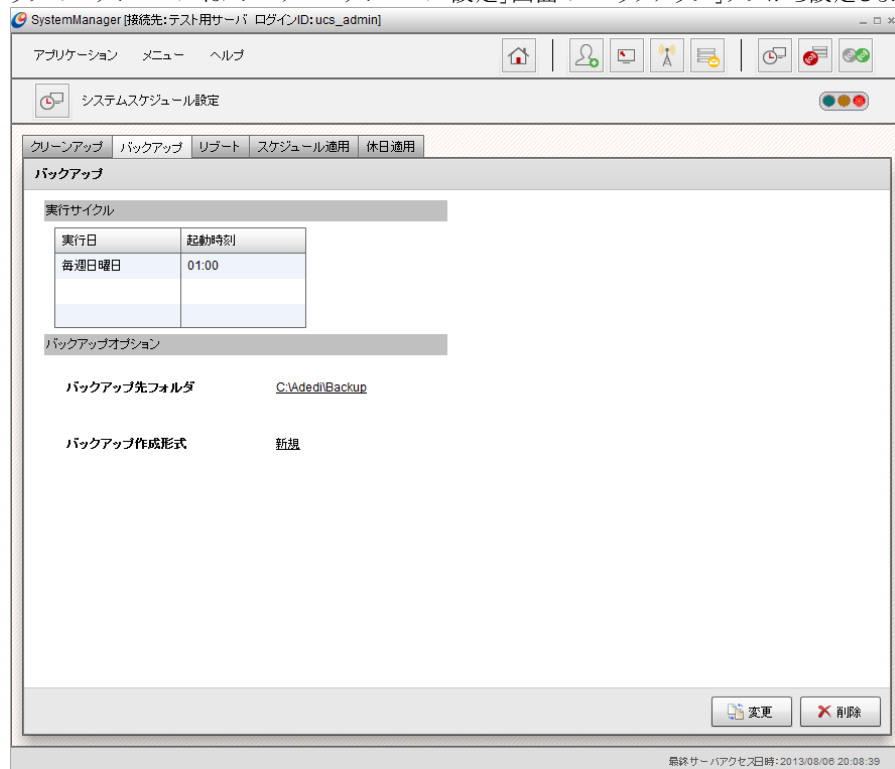 SystemManager [接続先:テスト用サーバ ログインID:ucs_admin]
アプリケーション メニュー ヘルプ
システムスケジュール設定
クリーンアップ バックアップ リブート スケジュール適用 休日適用
バックアップ
実行サイクル
実行日 起動時刻
毎週日曜日 01:00
バックアップオプション
バックアップ先フォルダ C:\Adedi\Backup
バックアップ作成形式 新規
変更 削除
最終サーバアクセス日時:2013/08/06 20:08:39